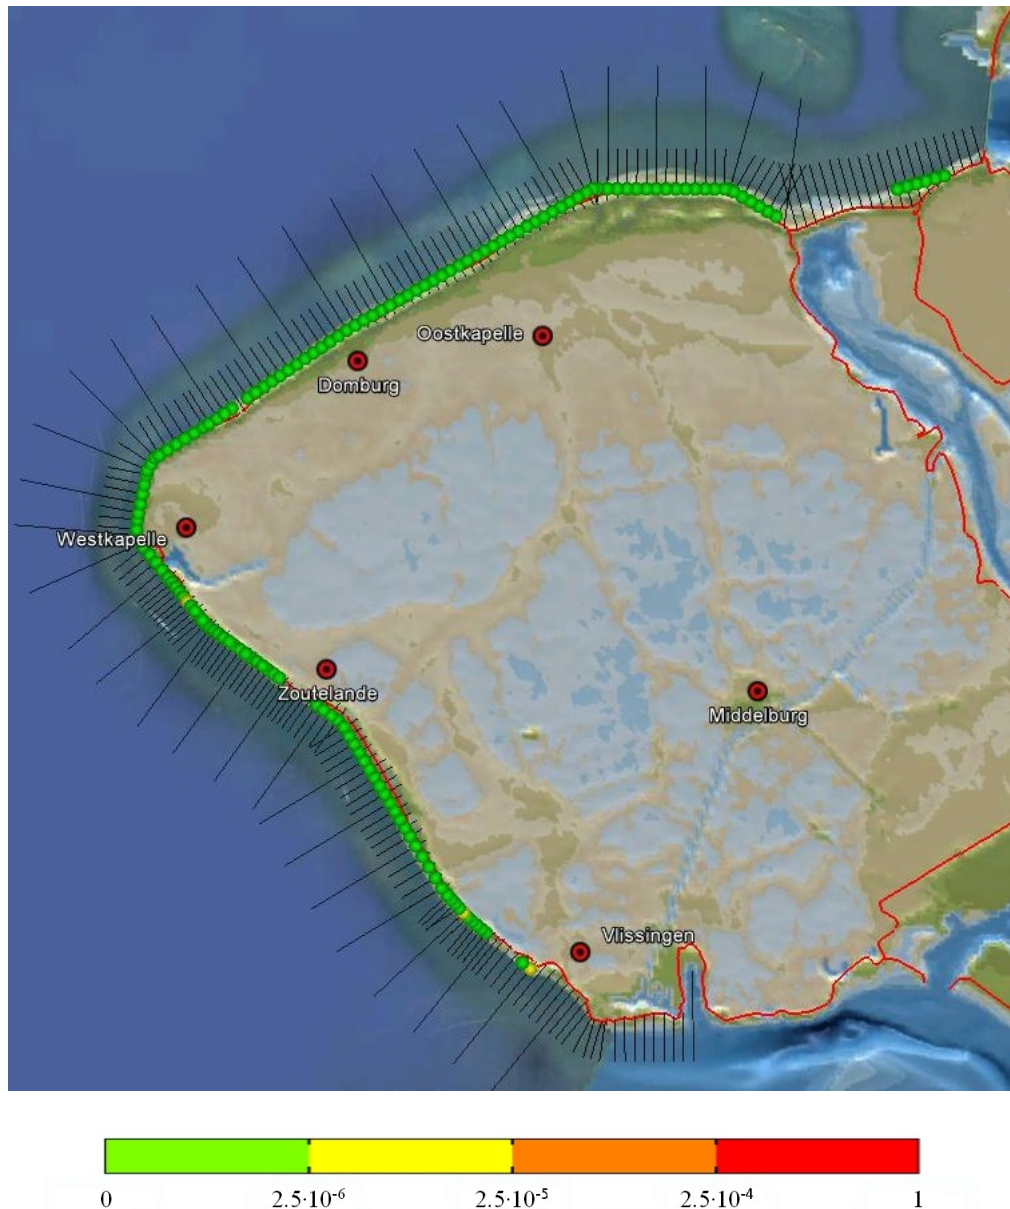 Oostkapelle
Domburg
Westkapelle
Zoutelande
Middelburg
Vlissingen
0 2.5·10⁻⁶ 2.5·10⁻⁵ 2.5·10⁻⁴ 1